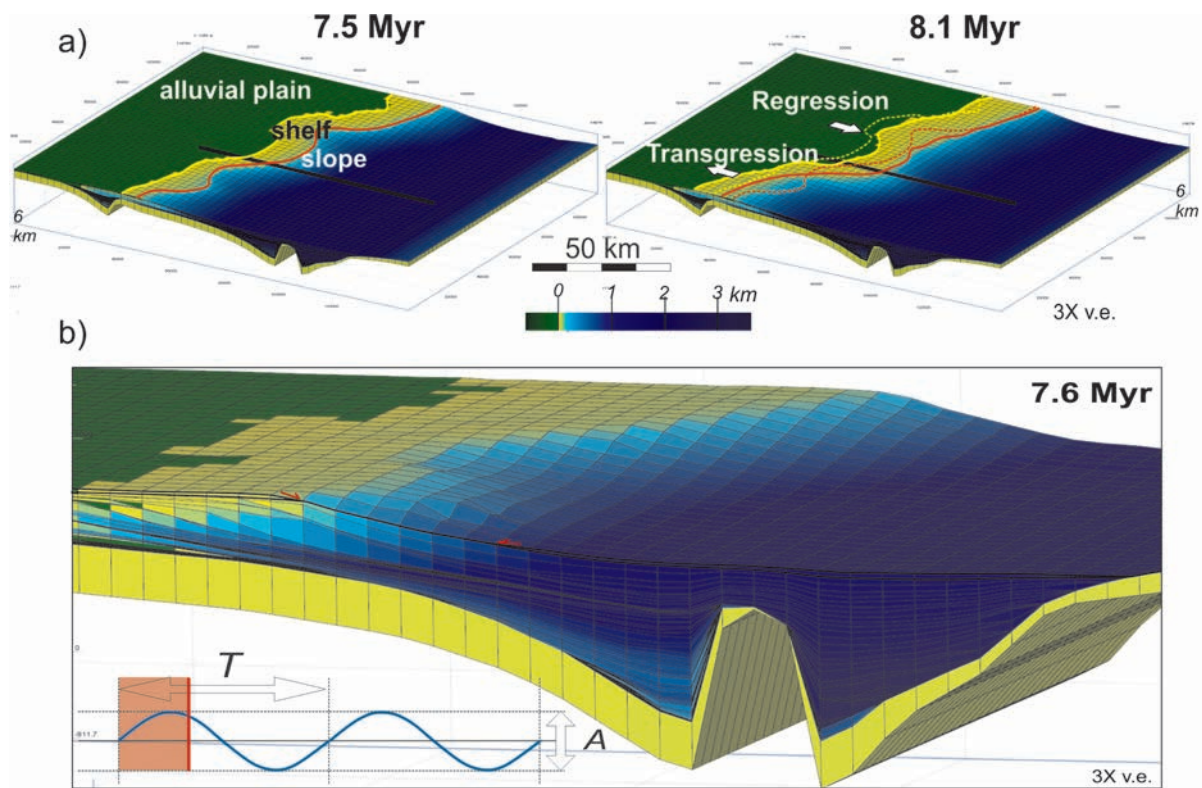 a)
7.5 Myr
8.1 Myr
alluvial plain
shelf
slope
6
km
Regression
Transgression
6
km
50 km
0 1 2 3 km
3X v.e.
b)
7.6 Myr
T
A
3X v.e.